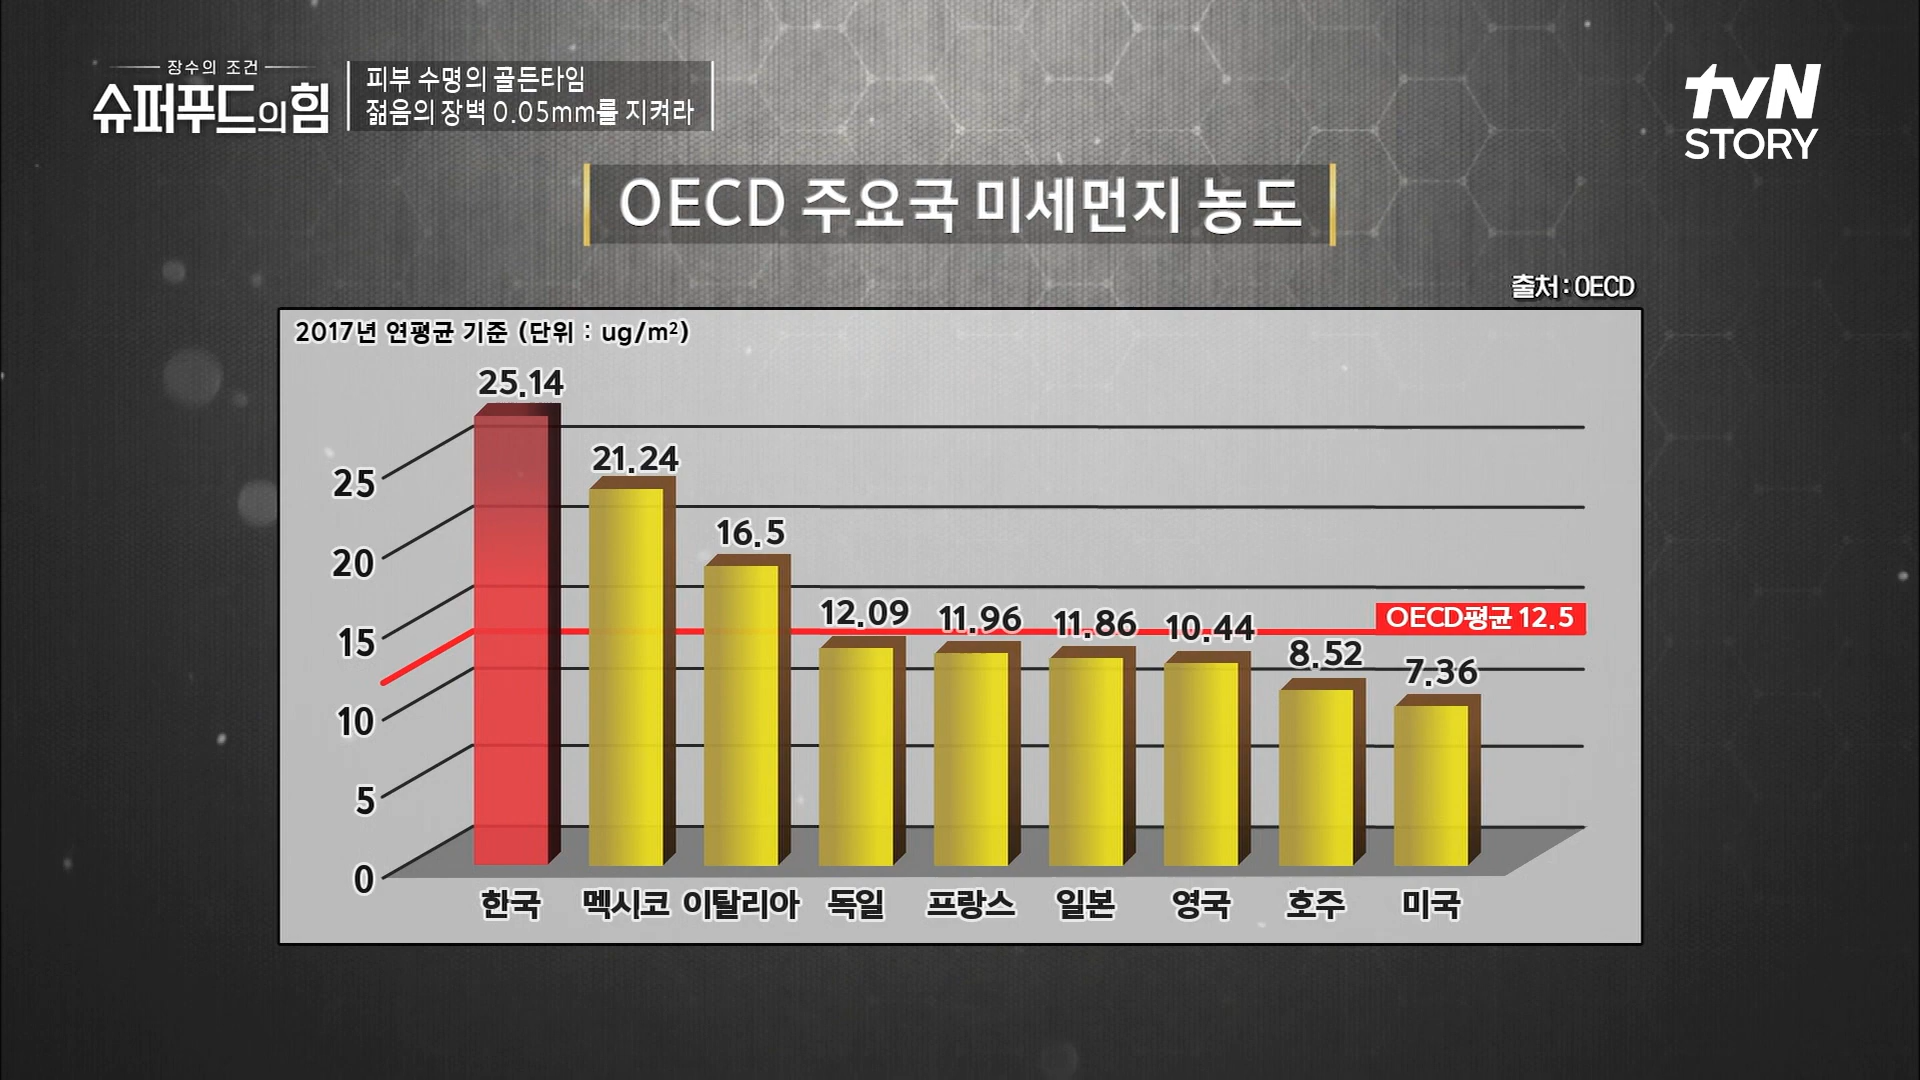 장수의 조건
슈퍼푸드의 힘
피부 수명의 골든타임
젊음의 장벽 0.05mm를 지켜라
tvN
STORY
OECD 주요국 미세먼지 농도
출처 : OECD
2017년 연평균 기준 (단위 : ug/m²)
25.14
21.24
16.5
12.09
11.96
11.86
10.44
8.52
7.36
OECD평균 12.5
25
20
15
10
5
0
한국 멕시코 이탈리아 독일 프랑스 일본 영국 호주 미국